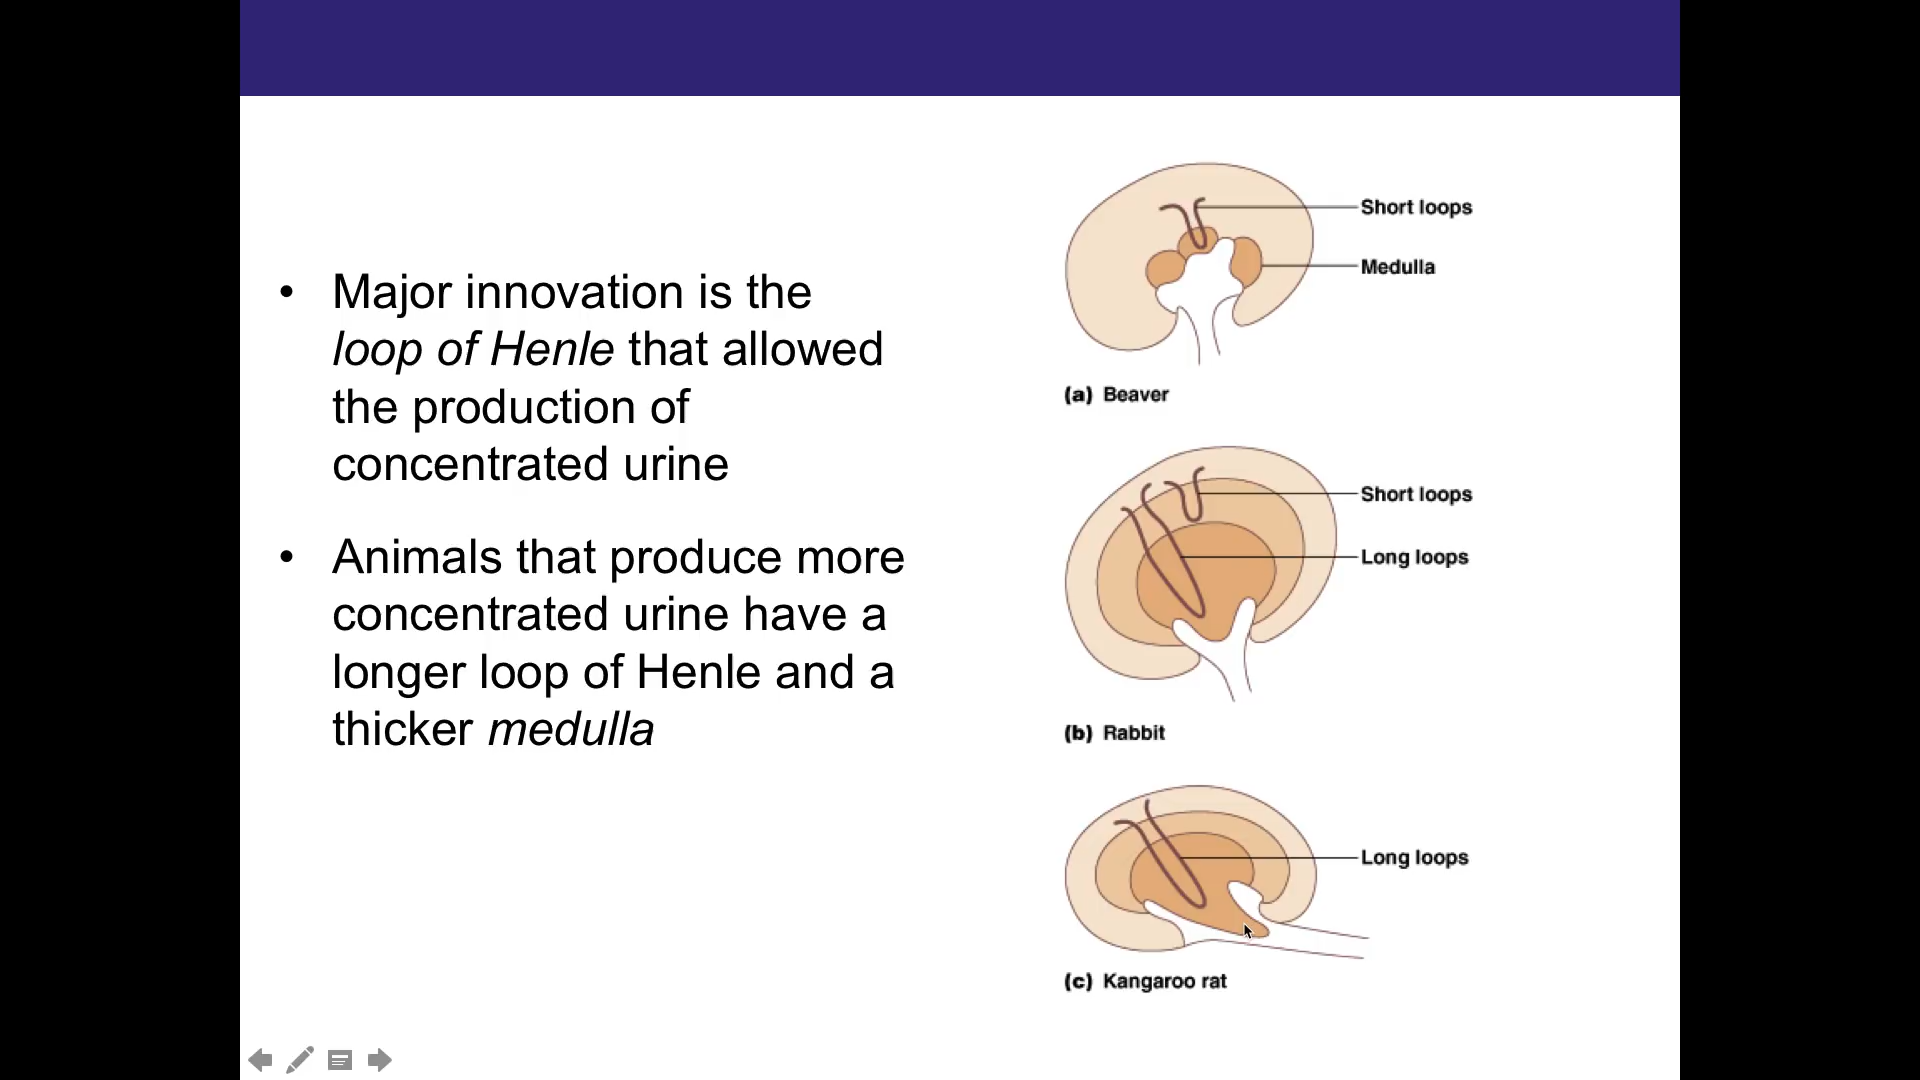 • Major innovation is the
loop of Henle that allowed
the production of
concentrated urine
• Animals that produce more
concentrated urine have a
longer loop of Henle and a
thicker medulla
Short loops
Medulla
(a) Beaver
Short loops
Long loops
(b) Rabbit
Long loops
(c) Kangaroo rat